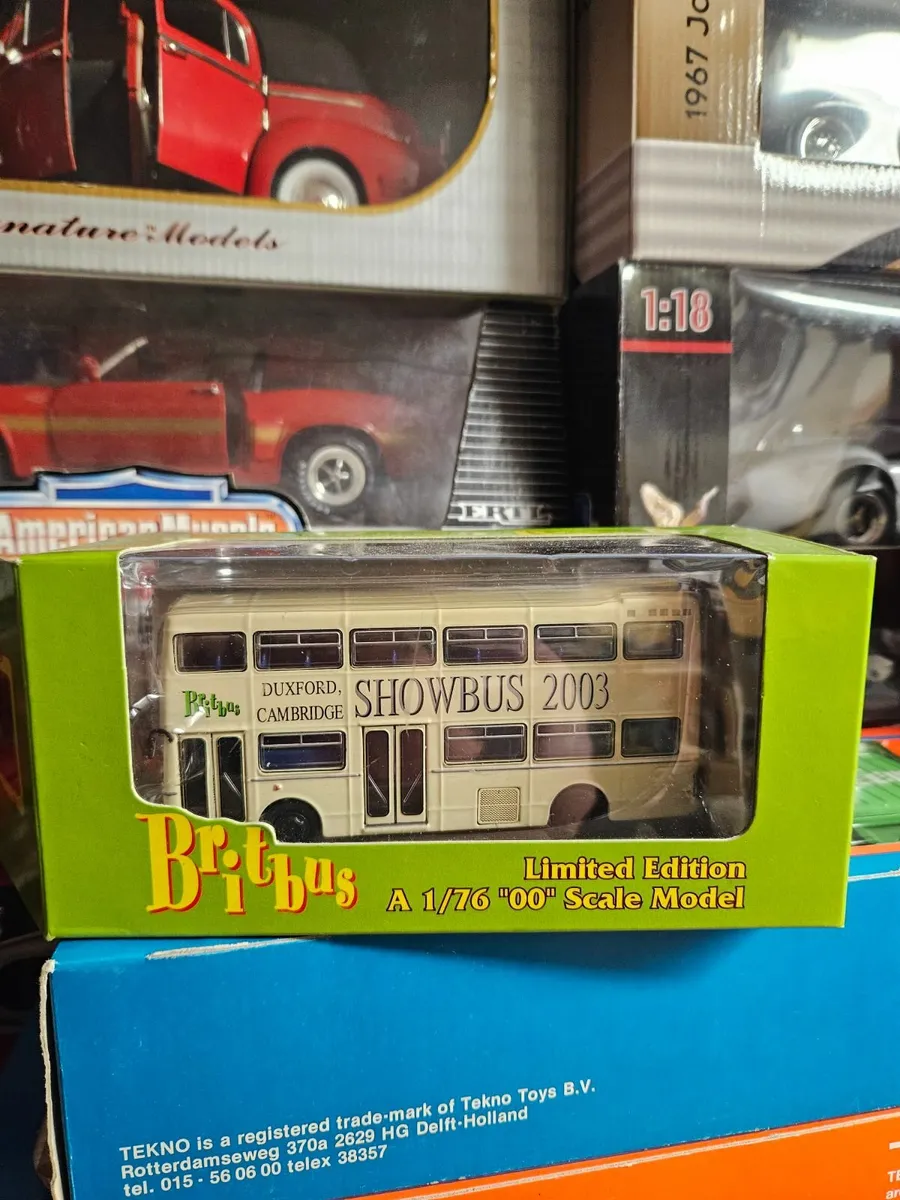 1967 Jo
nature Models
1:18
American Muscle
ERTL
Britbus
DUXFORD,
CAMBRIDGE
SHOWBUS 2003
Britbus
Limited Edition
A 1/76 "00" Scale Model
TEKNO is a registered trade-mark of Tekno Toys B.V.
Rotterdamseweg 370a 2629 HG Delft-Holland
tel. 015 - 56 06 00 telex 38357